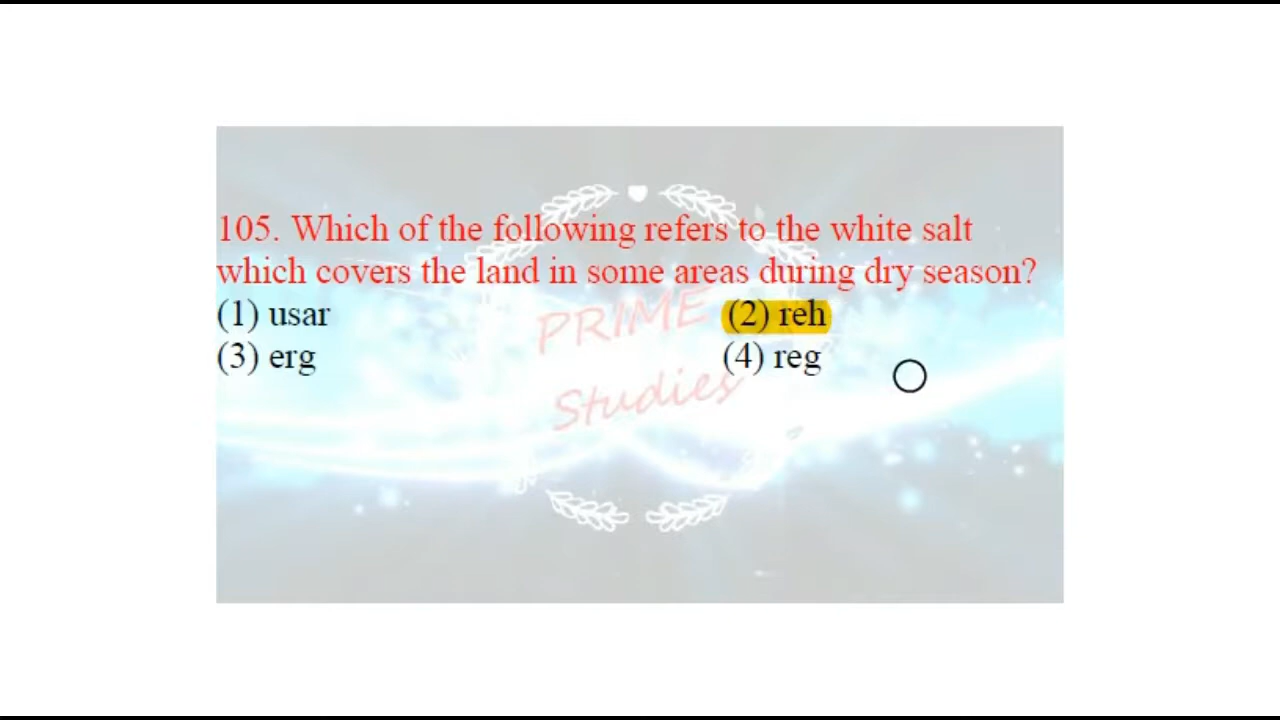 105. Which of the following refers to the white salt
which covers the land in some areas during dry season?
(1) usar (2) reh
(3) erg (4) reg
PRIME
Studies